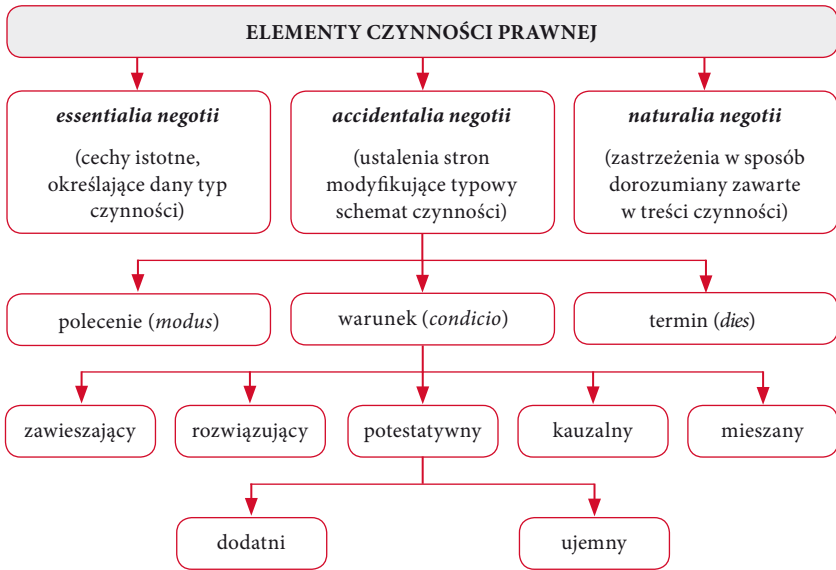 ELEMENTY CZYNNOŚCI PRAWNEJ
essentialia negotii
(cechy istotne,
określające dany typ
czynności)
accidentalia negotii
(ustalenia stron
modyfikujące typowy
schemat czynności)
naturalia negotii
(zastrzeżenia w sposób
dorozumiany zawarte
w treści czynności)
polecenie (modus)
warunek (condicio)
termin (dies)
zawieszający
rozwiązujący
potestatywny
kauzalny
mieszany
dodatni
ujemny